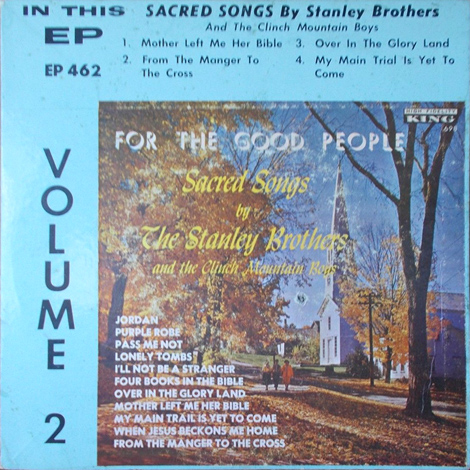 IN THIS SACRED SONGS By Stanley Brothers
EP And The Clinch Mountain Boys
1. Mother Left Me Her Bible
3. Over In The Glory Land
EP 462
2. From The Manger To
The Cross
4. My Main Trial Is Yet To
Come
VOLUME 2
HIGH FIDELITY
KING
698
FOR THE GOOD PEOPLE
Sacred Songs
by
The Stanley Brothers
and the Clinch Mountain Boys
JORDAN
PURPLE ROBE
PASS ME NOT
LONELY TOMBS
I'LL NOT BE A STRANGER
FOUR BOOKS IN THE BIBLE
OVER IN THE GLORY LAND
MOTHER LEFT ME HER BIBLE
MY MAIN TRAIL IS YET TO COME
WHEN JESUS BECKONS ME HOME
FROM THE MANGER TO THE CROSS